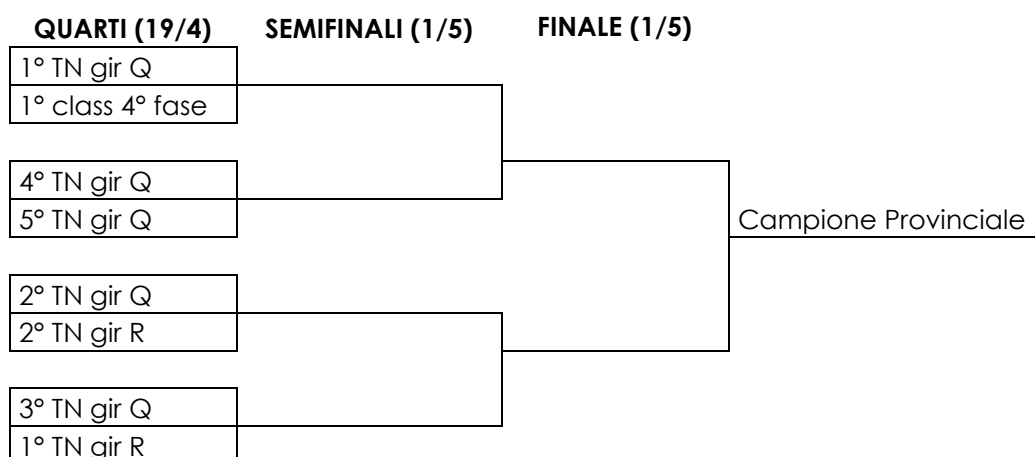 QUARTI (19/4) SEMIFINALI (1/5) FINALE (1/5)
1° TN gir Q
1° class 4° fase
4° TN gir Q
5° TN gir Q
Campione Provinciale
2° TN gir Q
2° TN gir R
3° TN gir Q
1° TN gir R